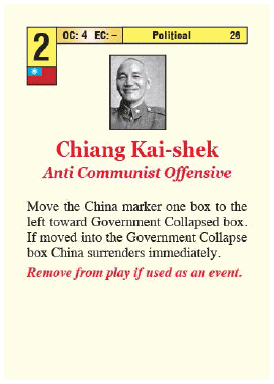 2
OC: 4 EC: – Political 26
Chiang Kai-shek
Anti Communist Offensive
Move the China marker one box to the
left toward Government Collapsed box.
If moved into the Government Collapse
box China surrenders immediately.
Remove from play if used as an event.